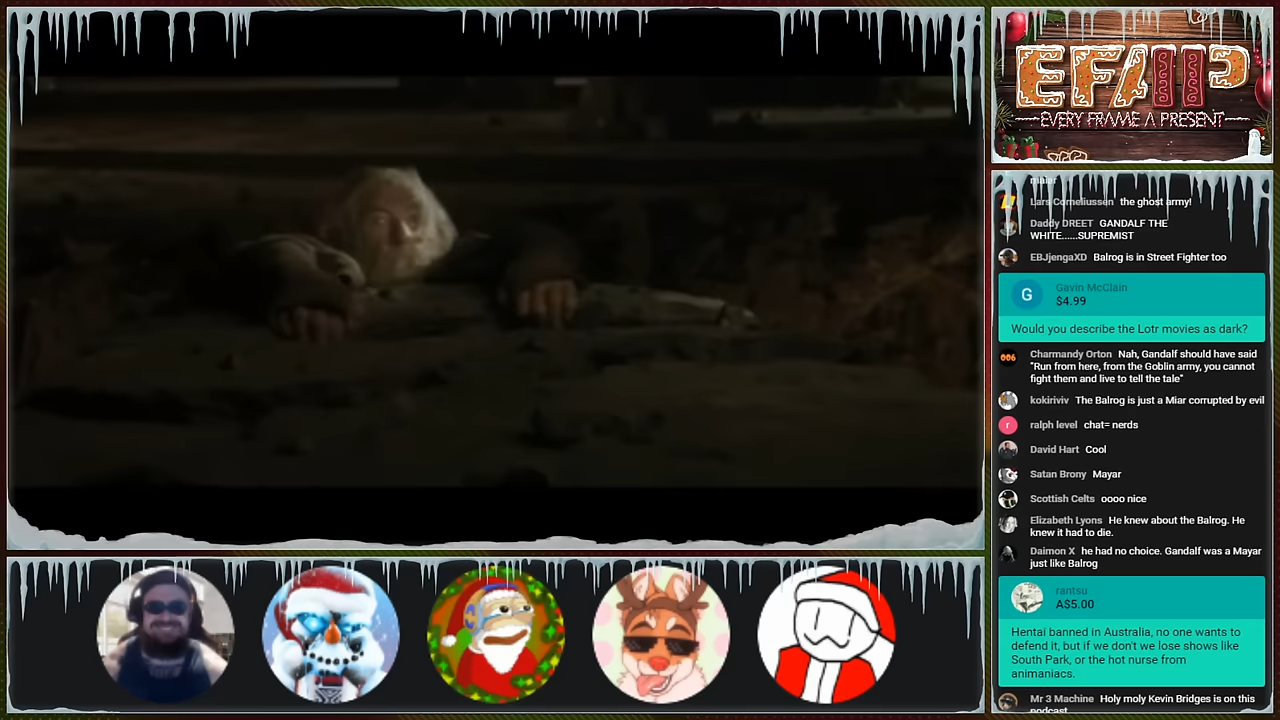 EFAP
EVERY FRAME A PRESENT
Lars Corneliussen the ghost army!
Daddy DREET GANDALF THE
WHITE......SUPREMIST
EBJjengaXD Balrog is in Street Fighter too
G
Gavin McClain
$4.99
Would you describe the Lotr movies as dark?
006
Charmandy Orton Nah, Gandalf should have said
"Run from here, from the Goblin army, you cannot
fight them and live to tell the tale"
kokiriviv The Balrog is just a Miar corrupted by evil
r
ralph level chat= nerds
David Hart Cool
Satan Brony Mayar
Scottish Celts oooo nice
Elizabeth Lyons He knew about the Balrog. He
knew it had to die.
Daimon X he had no choice. Gandalf was a Mayar
just like Balrog
rantsu
A$5.00
Hentai banned in Australia, no one wants to
defend it, but if we don't we lose shows like
South Park, or the hot nurse from
animaniacs.
Mr 3 Machine Holy moly Kevin Bridges is on this
podcast